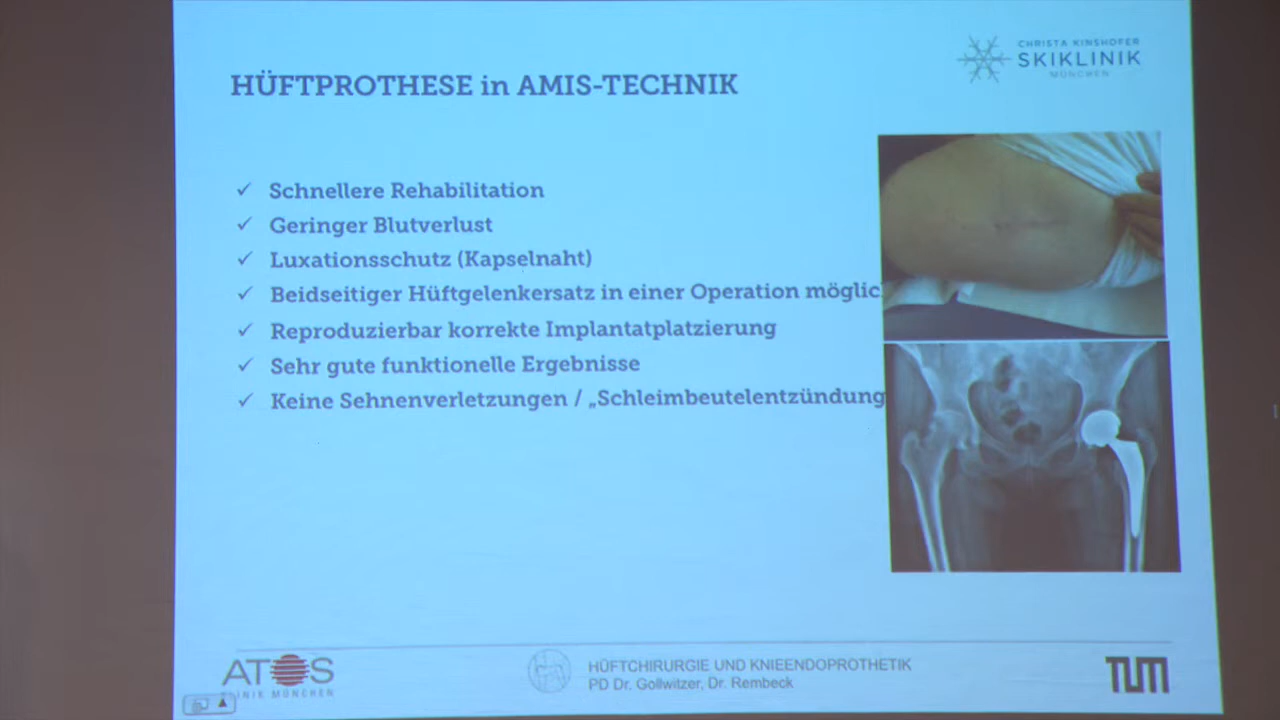 HÜFTPROTHESE in AMIS-TECHNIK
CHRISTA KINSHOFER
SKIKLINIK
MÜNCHEN
✓ Schnellere Rehabilitation
✓ Geringer Blutverlust
✓ Luxationsschutz (Kapselnaht)
✓ Beidseitiger Hüftgelenkersatz in einer Operation möglic
✓ Reproduzierbar korrekte Implantatplatzierung
✓ Sehr gute funktionelle Ergebnisse
✓ Keine Sehnenverletzungen / „Schleimbeutelentzündung
ATOS
KLINIK MÜNCHEN
HÜFTCHIRURGIE UND KNIEENDOPROTHETIK
PD Dr. Gollwitzer, Dr. Rembeck
TUM